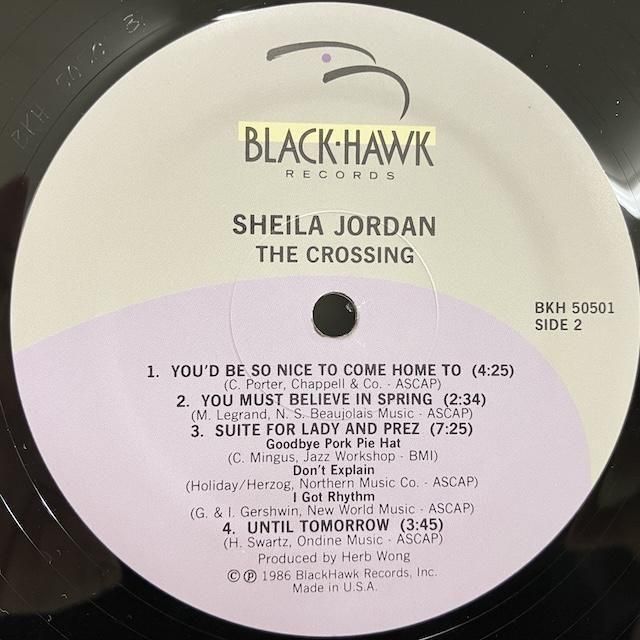 BLACK·HAWK
RECORDS
SHEILA JORDAN
THE CROSSING
BKH 50501
SIDE 2
1. YOU'D BE SO NICE TO COME HOME TO (4:25)
(C. Porter, Chappell & Co. - ASCAP)
2. YOU MUST BELIEVE IN SPRING (2:34)
(M. Legrand, N. S. Beaujolais Music - ASCAP)
3. SUITE FOR LADY AND PREZ (7:25)
Goodbye Pork Pie Hat
(C. Mingus, Jazz Workshop - BMI)
Don't Explain
(Holiday/Herzog, Northern Music Co. - ASCAP)
I Got Rhythm
(G. & I. Gershwin, New World Music - ASCAP)
4. UNTIL TOMORROW (3:45)
(H. Swartz, Ondine Music - ASCAP)
Produced by Herb Wong
© ℗ 1986 BlackHawk Records, Inc.
Made in U.S.A.